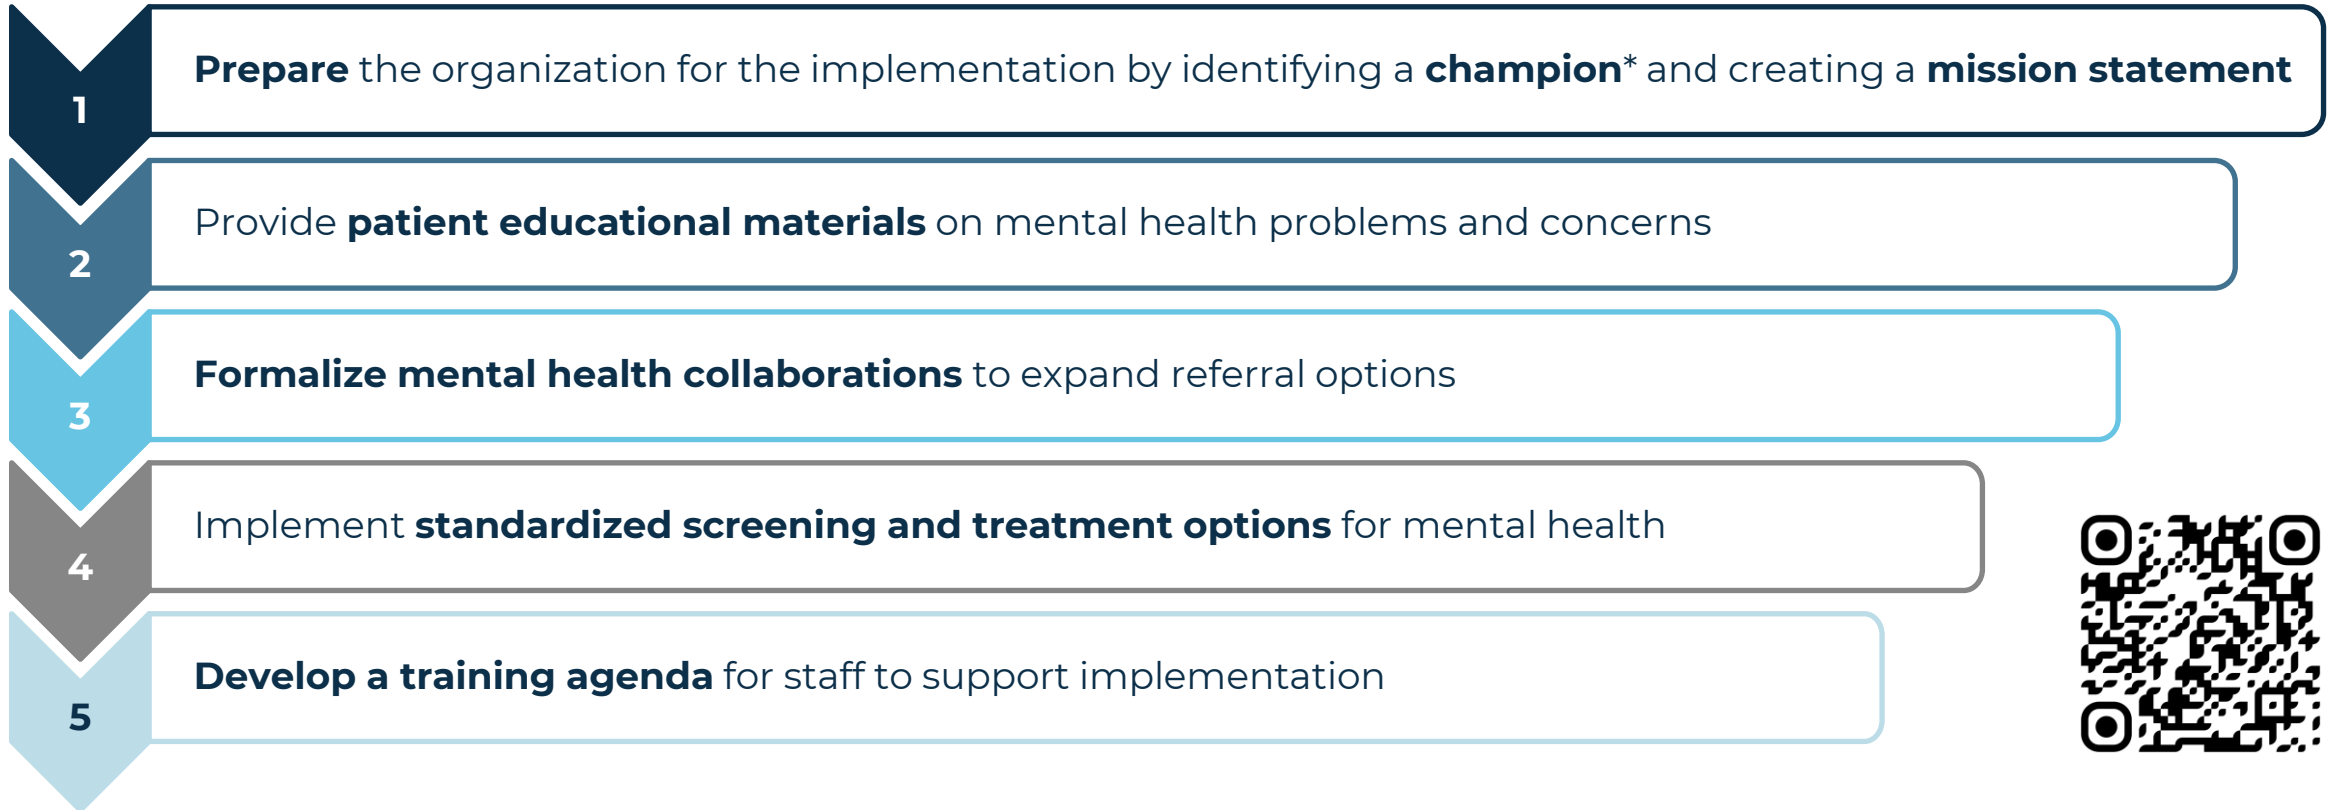 1
Prepare the organization for the implementation by identifying a champion* and creating a mission statement
2
Provide patient educational materials on mental health problems and concerns
3
Formalize mental health collaborations to expand referral options
4
Implement standardized screening and treatment options for mental health
5
Develop a training agenda for staff to support implementation